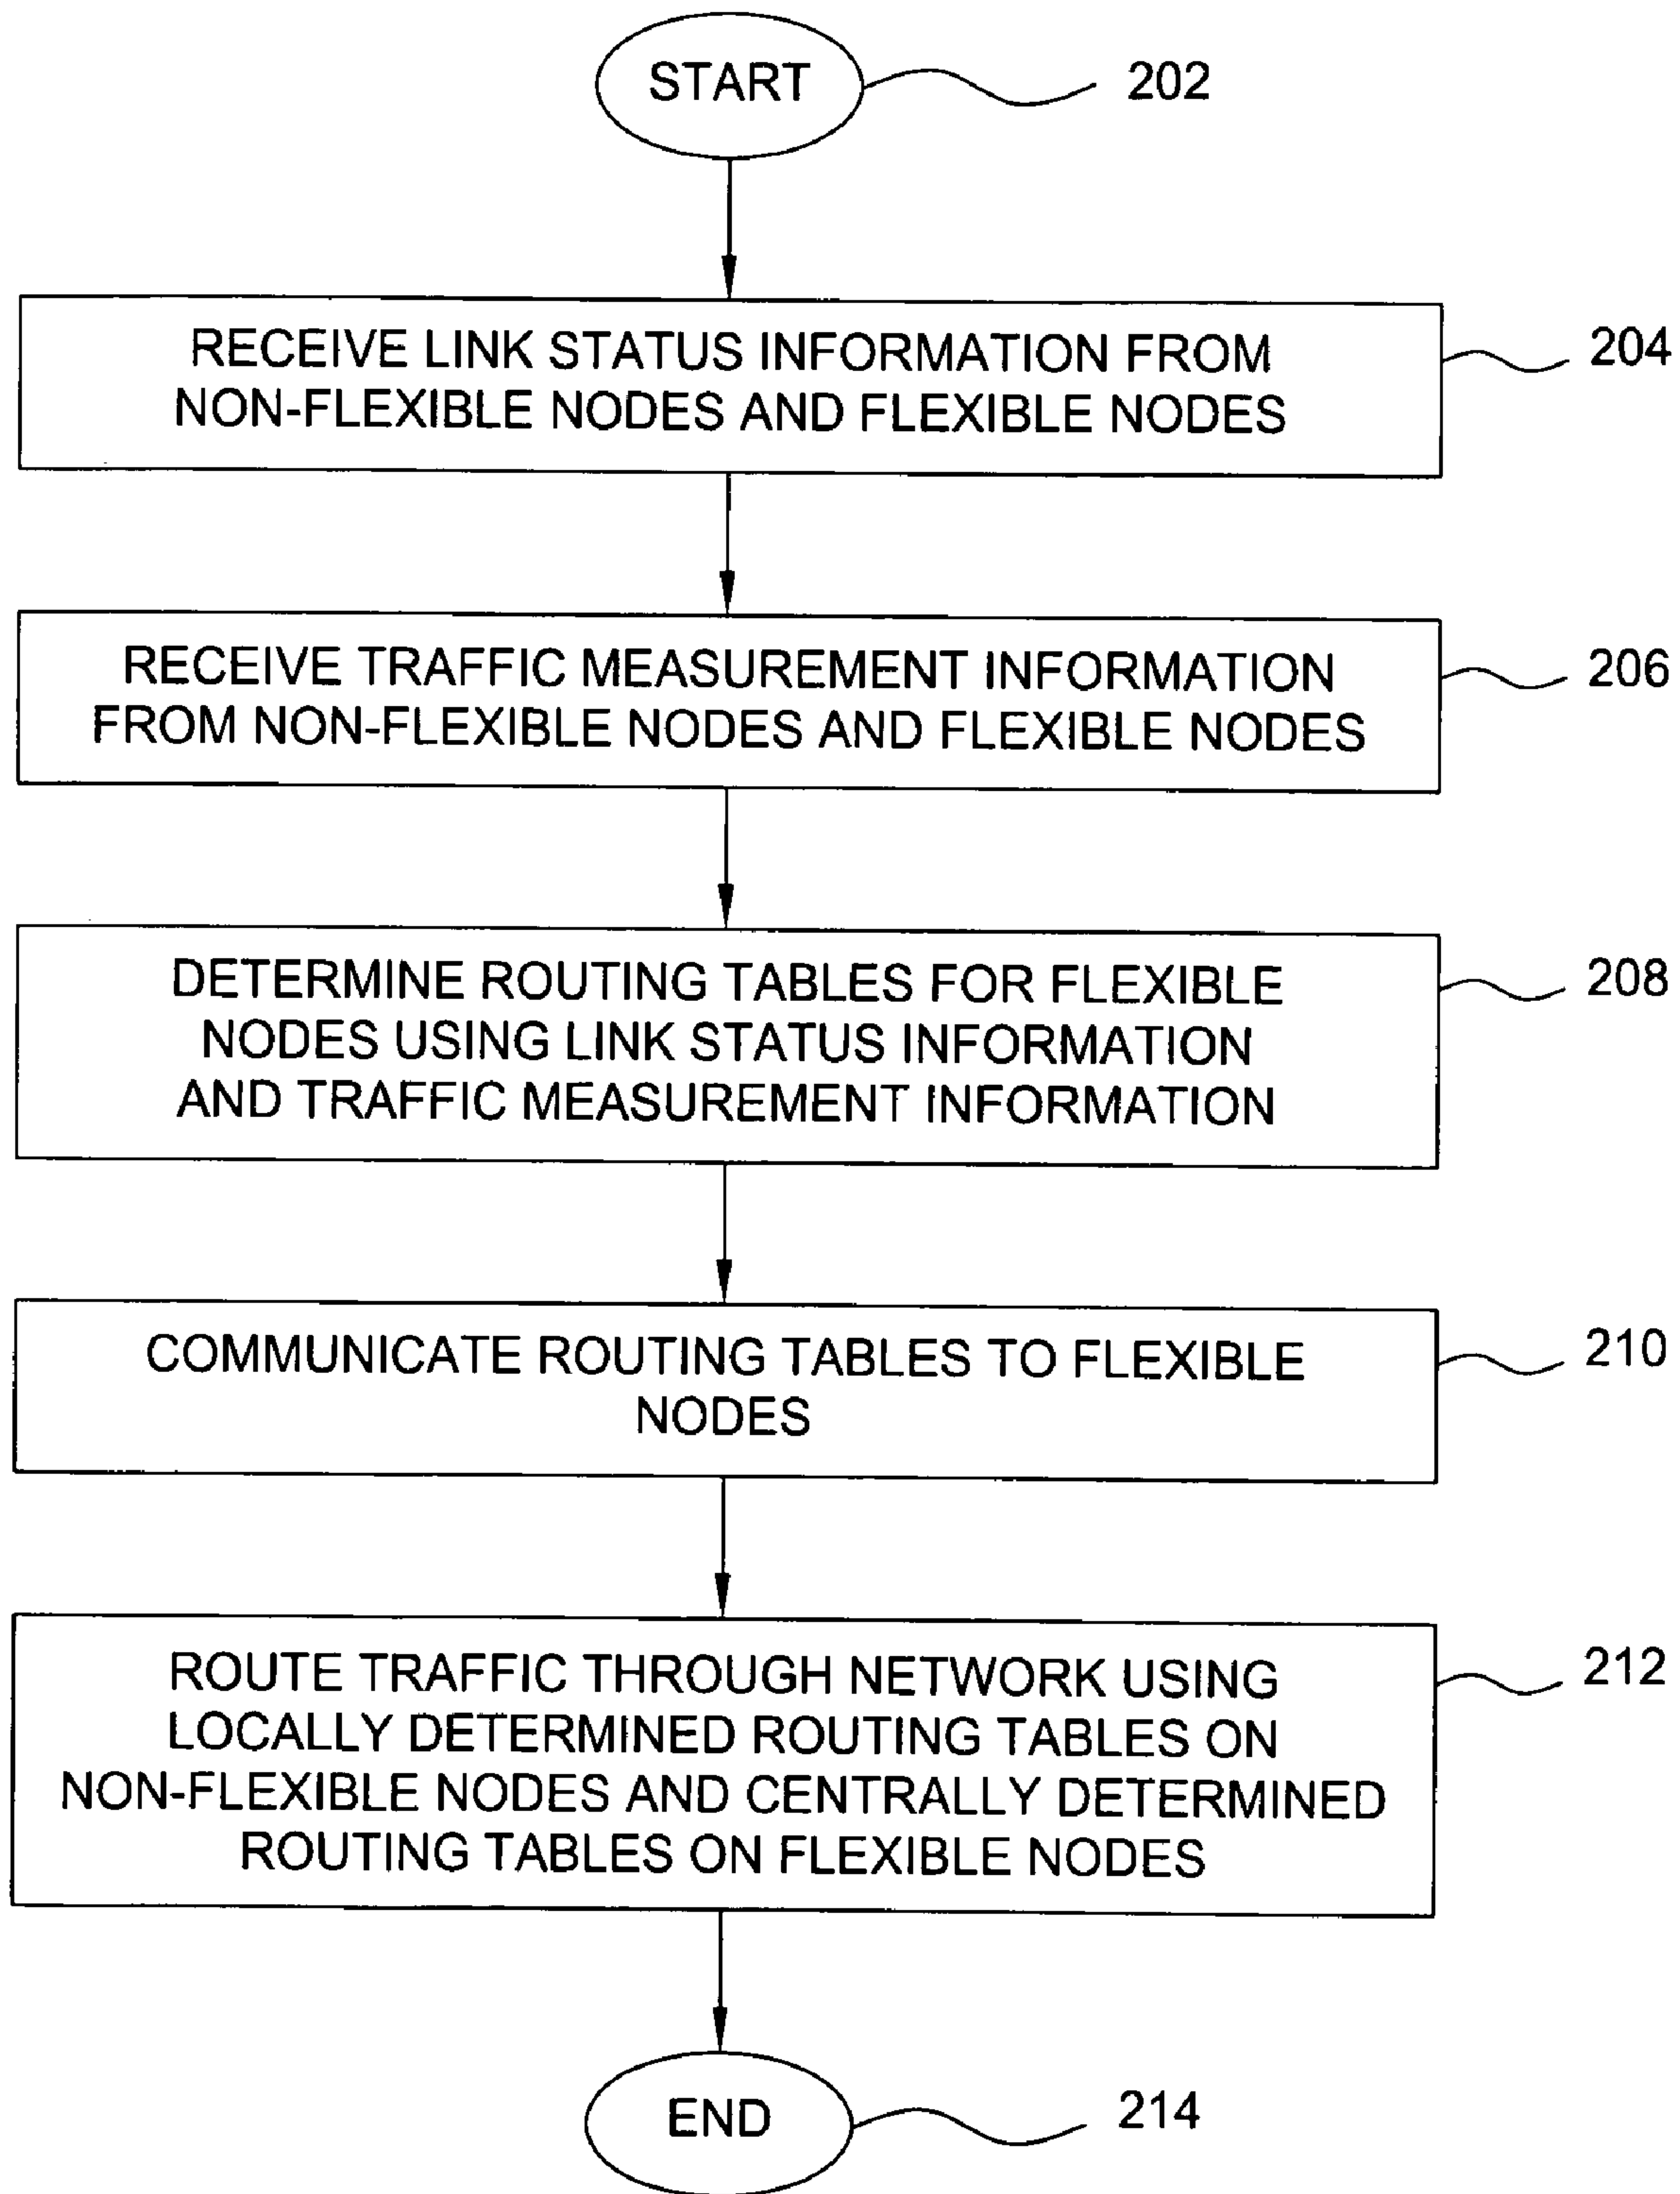 START
202
RECEIVE LINK STATUS INFORMATION FROM
NON-FLEXIBLE NODES AND FLEXIBLE NODES
204
RECEIVE TRAFFIC MEASUREMENT INFORMATION
FROM NON-FLEXIBLE NODES AND FLEXIBLE NODES
206
DETERMINE ROUTING TABLES FOR FLEXIBLE
NODES USING LINK STATUS INFORMATION
AND TRAFFIC MEASUREMENT INFORMATION
208
COMMUNICATE ROUTING TABLES TO FLEXIBLE
NODES
210
ROUTE TRAFFIC THROUGH NETWORK USING
LOCALLY DETERMINED ROUTING TABLES ON
NON-FLEXIBLE NODES AND CENTRALLY DETERMINED
ROUTING TABLES ON FLEXIBLE NODES
212
END
214